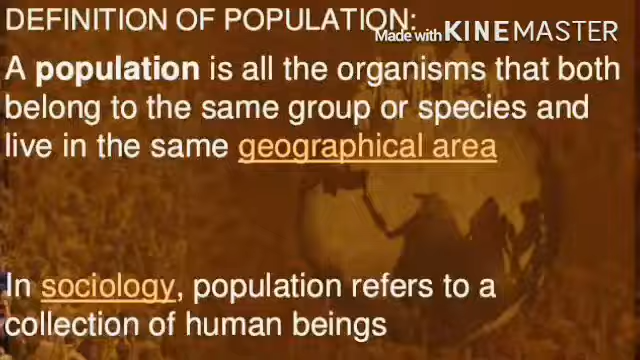 DEFINITION OF POPULATION:
Made with KINEMASTER
A population is all the organisms that both
belong to the same group or species and
live in the same geographical area
In sociology, population refers to a
collection of human beings